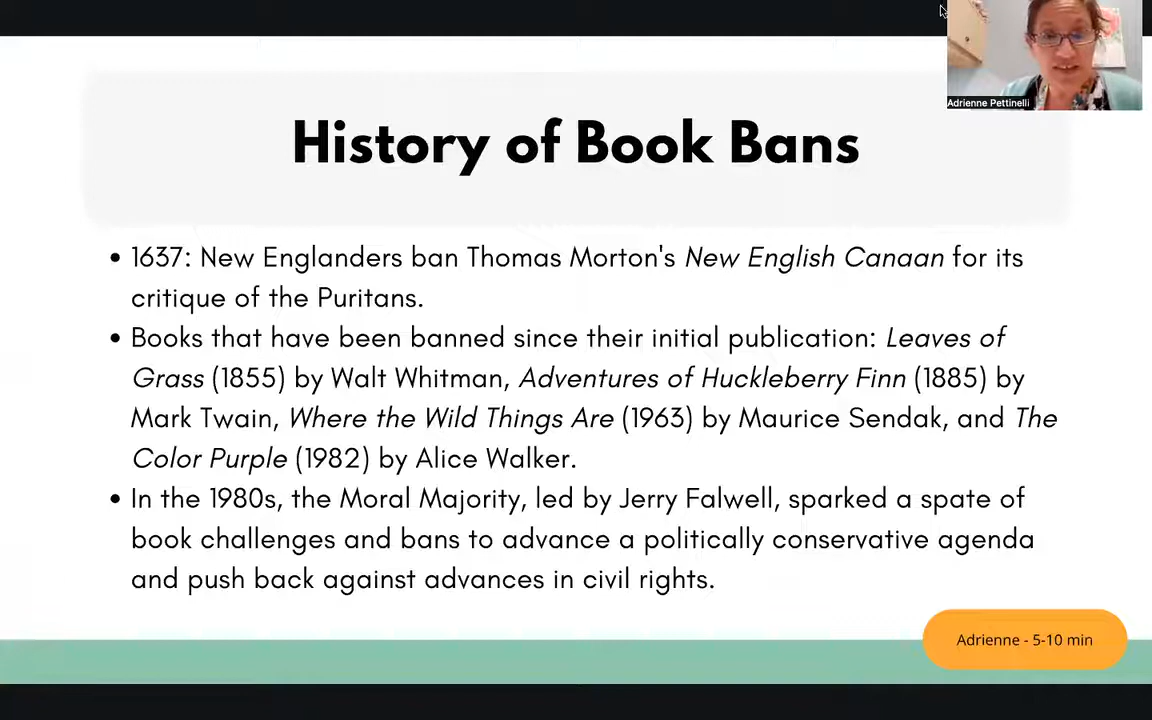 Adrienne Pettinelli
History of Book Bans
• 1637: New Englanders ban Thomas Morton's New English Canaan for its
critique of the Puritans.
• Books that have been banned since their initial publication: Leaves of
Grass (1855) by Walt Whitman, Adventures of Huckleberry Finn (1885) by
Mark Twain, Where the Wild Things Are (1963) by Maurice Sendak, and The
Color Purple (1982) by Alice Walker.
• In the 1980s, the Moral Majority, led by Jerry Falwell, sparked a spate of
book challenges and bans to advance a politically conservative agenda
and push back against advances in civil rights.
Adrienne - 5-10 min